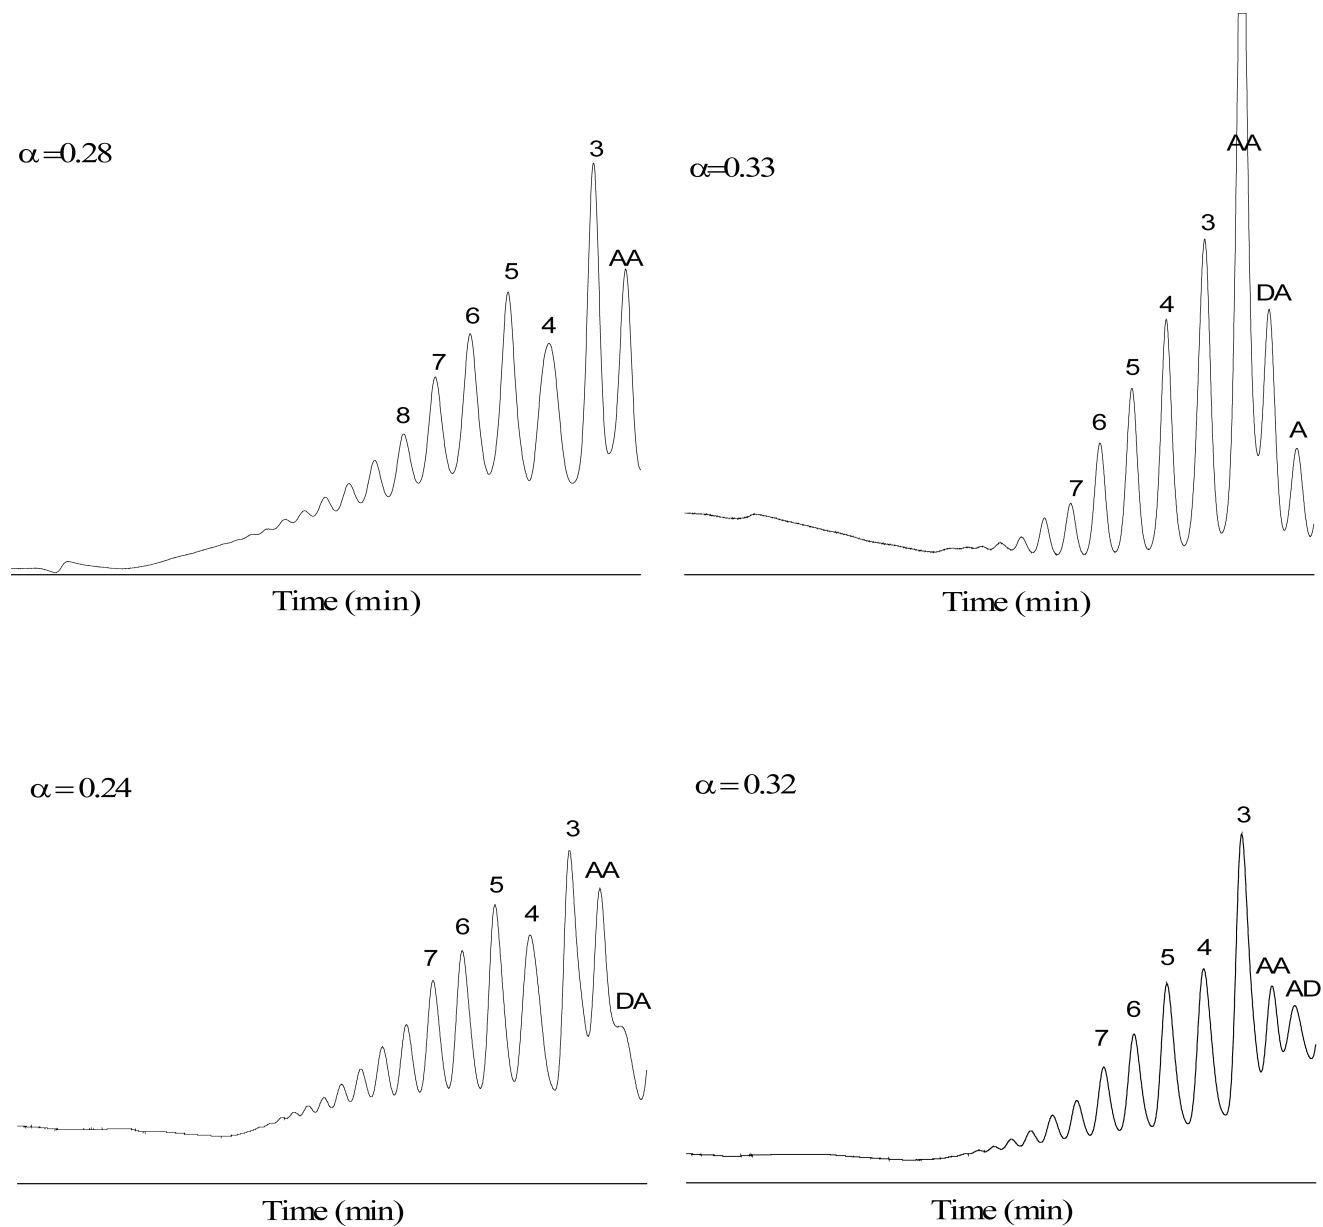 α=0.28
3
AA
5
6
4
7
8
Time (min)
α=0.33
AA
3
DA
4
5
6
A
7
Time (min)
α = 0.24
3
AA
5
4
6
7
DA
Time (min)
α = 0.32
3
5
4
AA
AD
6
7
Time (min)